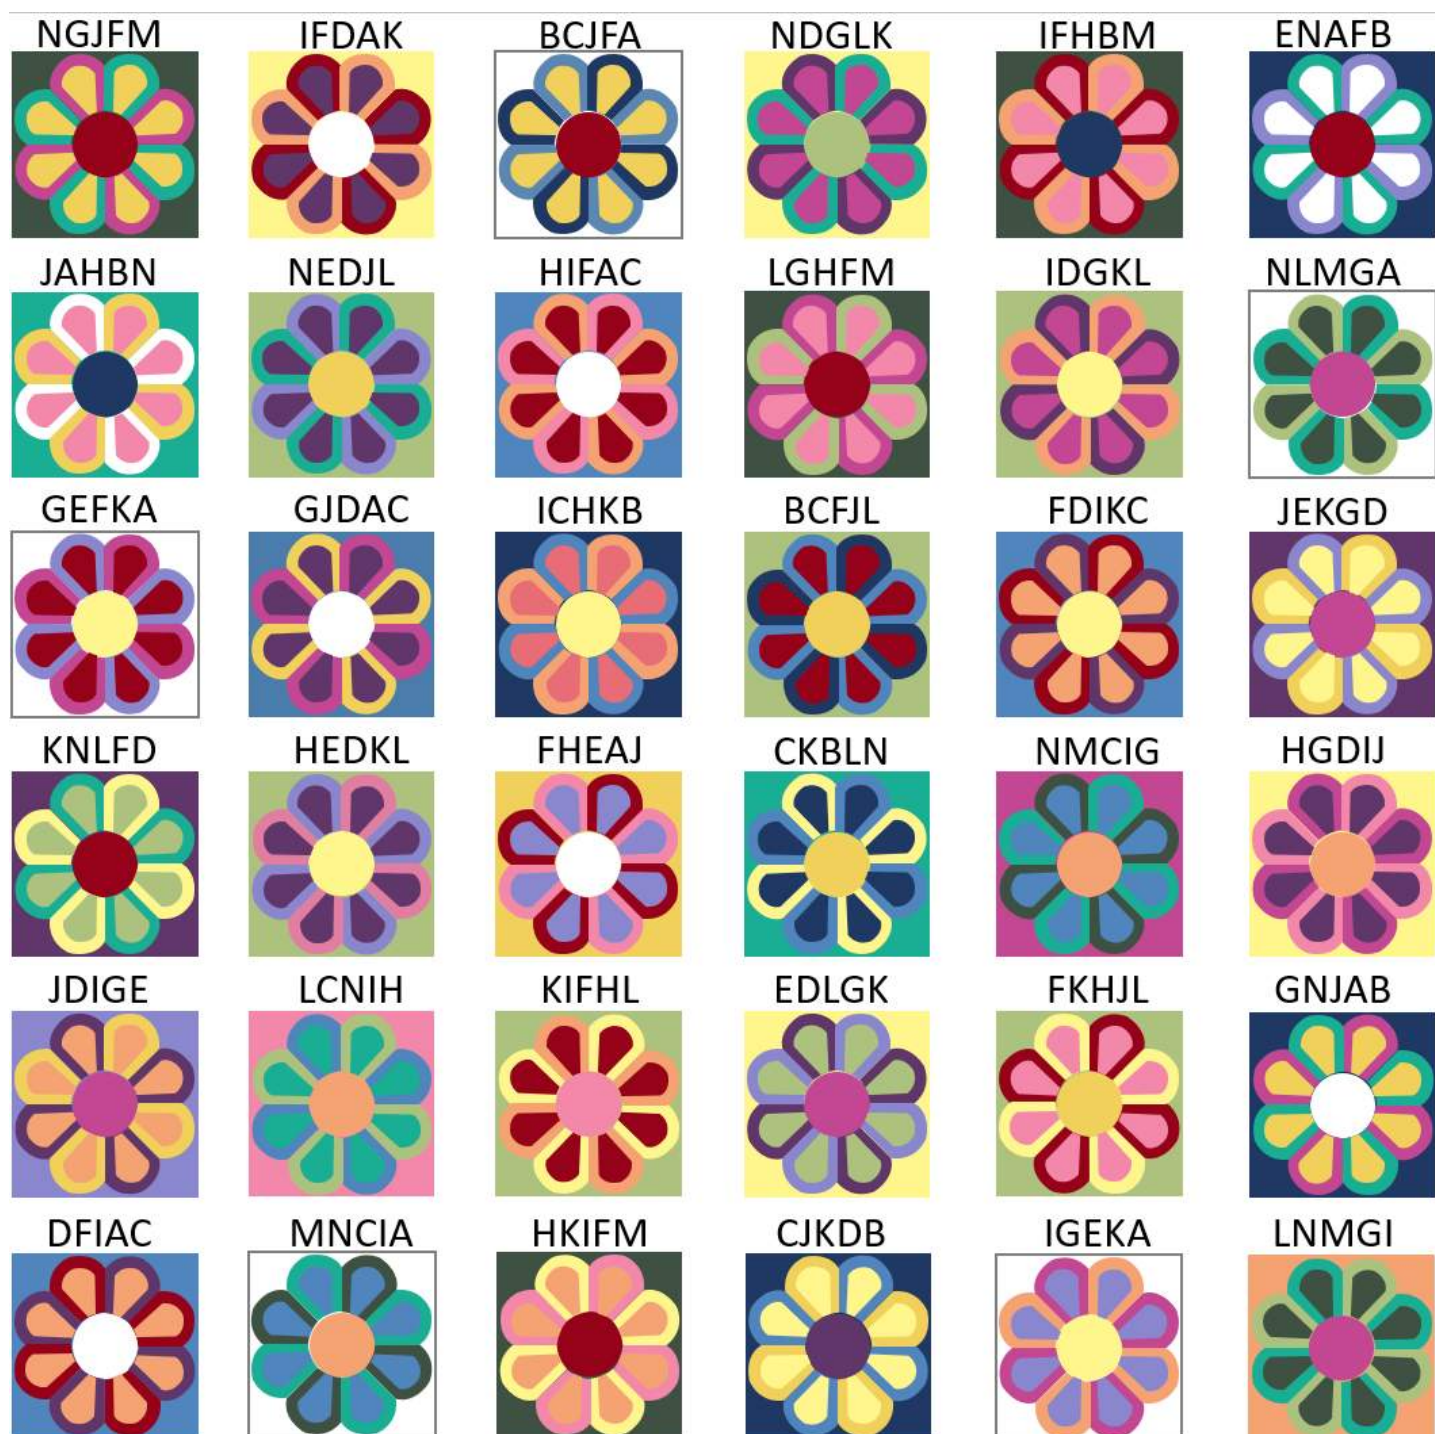 NGJFM IFDAK BCJFA NDGLK IFHBM ENAFB
JAHBN NEDJL HIFAC LGHFM IDGKL NLMGA
GEFKA GJDAC ICHKB BCFJL FDIKC JEKGD
KNLFD HEDKL FHEAJ CKBLN NMCIG HGDIJ
JDIGE LCNIH KIFHL EDLGK FKHJL GNJAB
DFIAC MNCIA HKIFM CJKDB IGEKA LNMGI